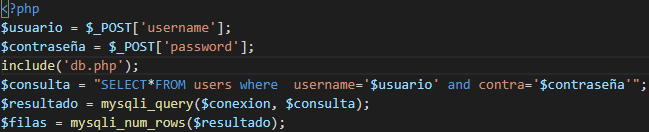 <?php
$usuario = $_POST['username'];
$contraseña = $_POST['password'];
include('db.php');
$consulta = "SELECT*FROM users where  username='$usuario' and contra='$contraseña'";
$resultado = mysqli_query($conexion, $consulta);
$filas = mysqli_num_rows($resultado);